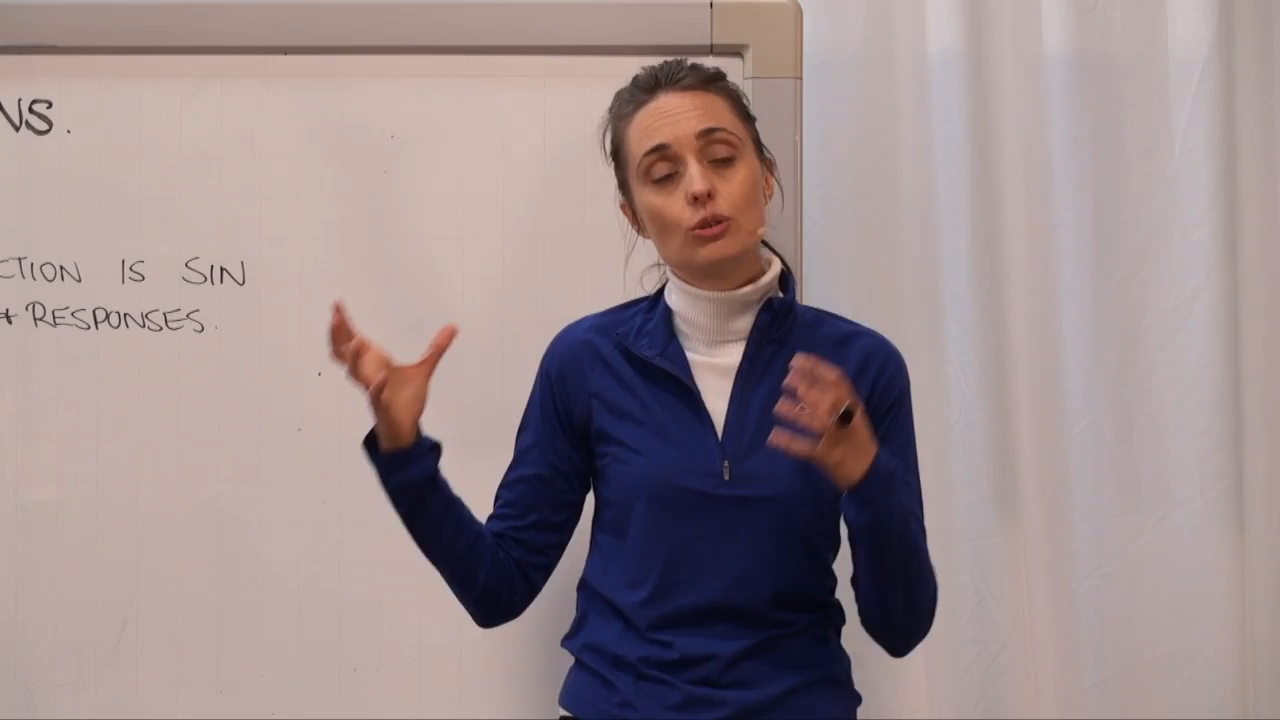 NS.
CTION IS SIN
+ RESPONSES.